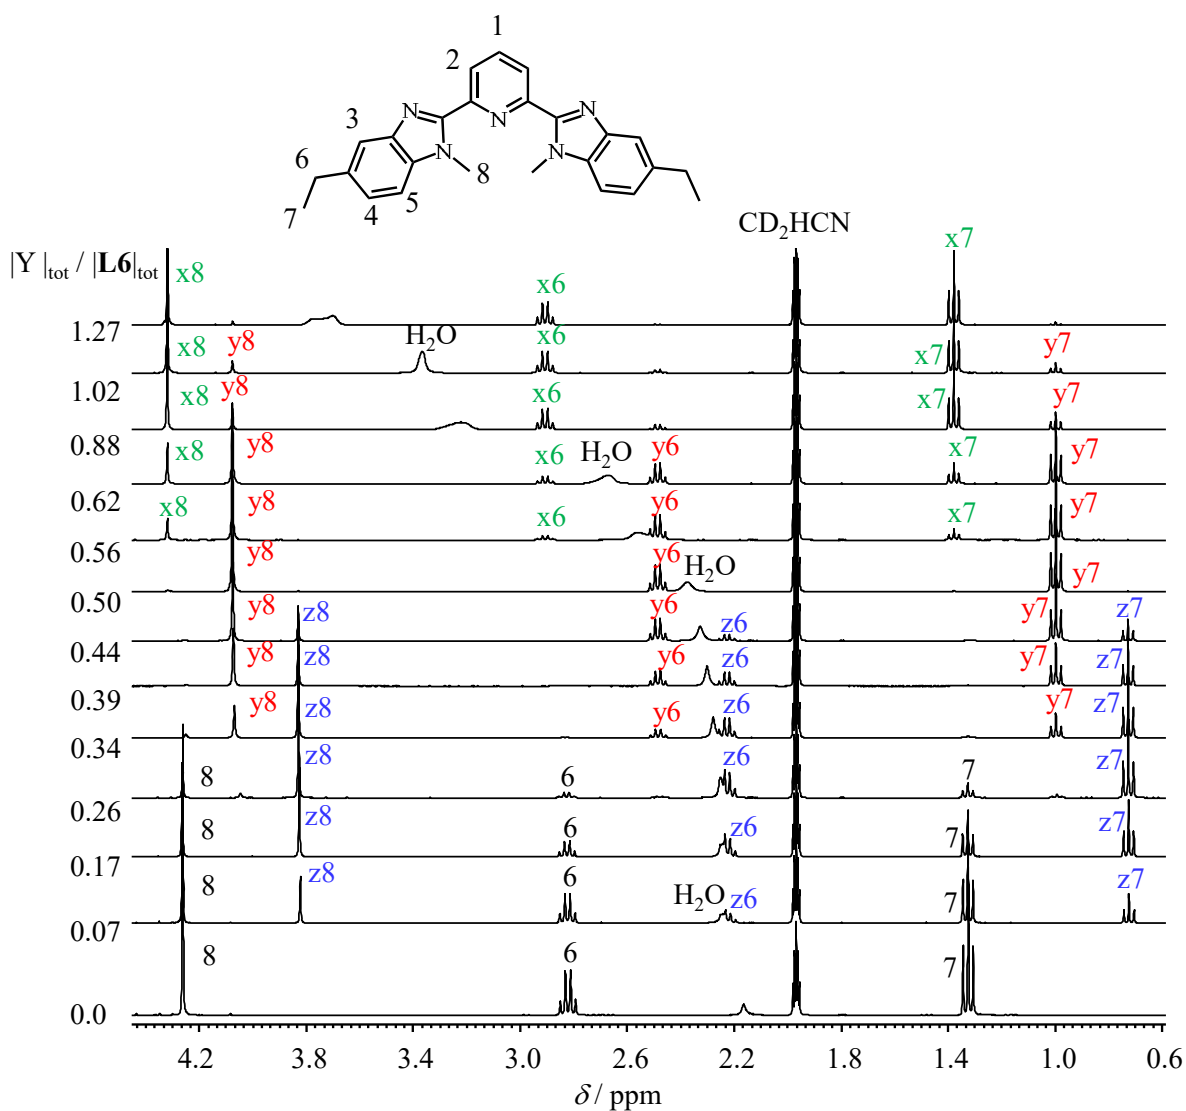 1
2
N N N
3
N N
6 8
7 4 5
CD₂HCN
|Y |tot / |L6|tot
x8 x6 x7
1.27
x8 y8 H₂O x6 x7 y7
1.02
x8 y8 x6 x7 y7
0.88
x8 y8 x6 H₂O y6 x7 y7
0.62
x8 y8 x6 y6 x7 y7
0.56
y8 y6 H₂O y7
0.50
y8 z8 y6 z6 y7 z7
0.44
y8 z8 y6 z6 y7 z7
0.39
y8 z8 y6 z6 y7 z7
0.34
8 z8 6 z6 7 z7
0.26
8 z8 6 z6 7 z7
0.17
8 z8 6 H₂O z6 7 z7
0.07
8 6 7
0.0
4.2 3.8 3.4 3.0 2.6 2.2 1.8 1.4 1.0 0.6
δ / ppm